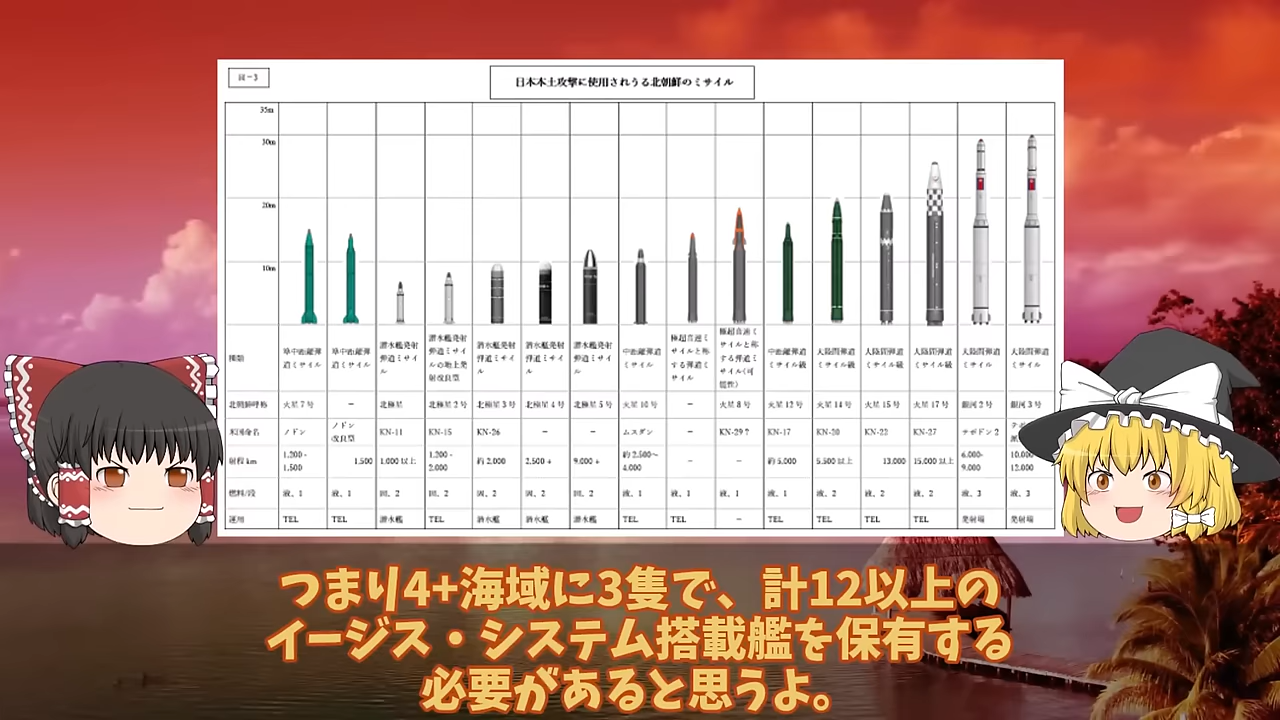 図-3
日本本土攻撃に使用されうる北朝鮮のミサイル
35m
30m
20m
10m
種類
準中距離弾道ミサイル
準中距離弾道ミサイル
潜水艦発射弾道ミサイル
潜水艦発射弾道ミサイルの地上発射改良型
潜水艦発射弾道ミサイル
潜水艦発射弾道ミサイル
潜水艦発射弾道ミサイル
中距離弾道ミサイル
極超音速ミサイルと称する弾道ミサイル
極超音速ミサイルと称する弾道ミサイル(可能性)
中距離弾道ミサイル級
大陸間弾道ミサイル級
大陸間弾道ミサイル級
大陸間弾道ミサイル級
大陸間弾道ミサイル
大陸間弾道ミサイル
北朝鮮呼称 火星7号 － 北極星 北極星2号 北極星3号 北極星4号 北極星5号 火星10号 － 火星8号 火星12号 火星14号 火星15号 火星17号 銀河2号 銀河3号
米国命名 ノドン ノドン改良型 KN-11 KN-15 KN-26 － － ムスダン － KN-29? KN-17 KN-20 KN-22 KN-27 テポドン2
射程km 1,200-1,500 1,500 1,000以上 1,200-2,000 約2,000 2,500+ 9,000+ 約2,500～4,000 － － 約5,000 5,500以上 13,000 15,000以上 6,000-9,000 10,000-12,000
燃料/段 液、1 液、1 固、2 固、2 固、2 固、2 固、2 液、1 液、1 液、1 液、1 液、2 液、2 液、2 液、3 液、3
運用 TEL TEL 潜水艦 TEL 潜水艦 潜水艦 潜水艦 TEL TEL － TEL TEL TEL TEL 発射場 発射場
つまり4+海域に3隻で、計12以上の
イージス・システム搭載艦を保有する
必要があると思うよ。